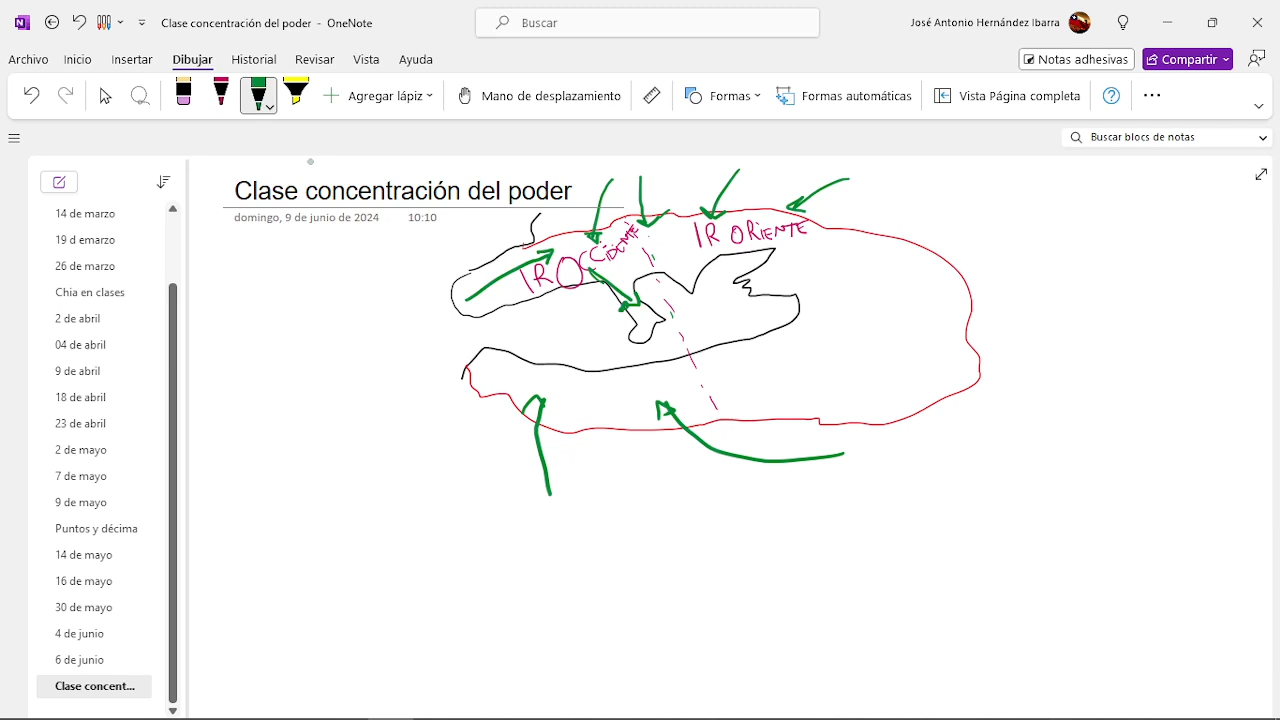 Clase concentración del poder - OneNote
Buscar
José Antonio Hernández Ibarra
Archivo Inicio Insertar Dibujar Historial Revisar Vista Ayuda
Notas adhesivas
Compartir
Agregar lápiz
Mano de desplazamiento
Formas
Formas automáticas
Vista Página completa
Buscar blocs de notas
14 de marzo
19 d emarzo
26 de marzo
Chia en clases
2 de abril
04 de abril
9 de abril
18 de abril
23 de abril
2 de mayo
7 de mayo
9 de mayo
Puntos y décima
14 de mayo
16 de mayo
30 de mayo
4 de junio
6 de junio
Clase concent...
Clase concentración del poder
domingo, 9 de junio de 2024 10:10
IR OCCIDENTE
IR ORIENTE